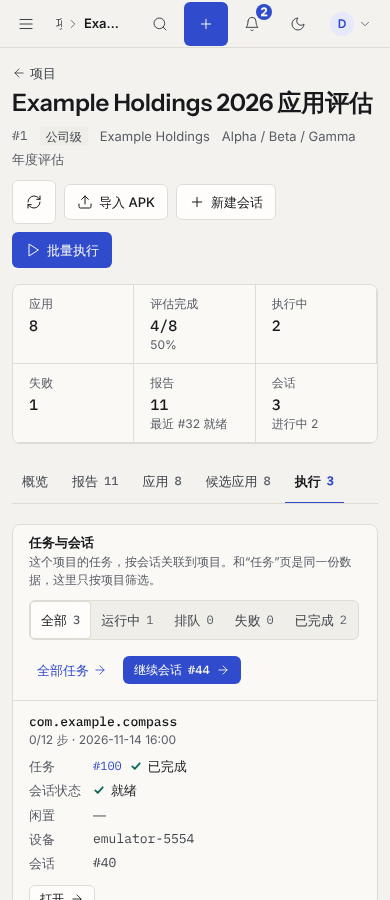 Exa...
2
D
项目
Example Holdings 2026 应用评估
#1 公司级 Example Holdings Alpha / Beta / Gamma
年度评估
导入 APK
新建会话
批量执行
应用 评估完成 执行中
8 4/8 2
50%
失败 报告 会话
1 11 3
最近 #32 就绪 进行中 2
概览 报告 11 应用 8 候选应用 8 执行 3
任务与会话
这个项目的任务，按会话关联到项目。和“任务”页是同一份数
据，这里只按项目筛选。
全部 3 运行中 1 排队 0 失败 0 已完成 2
全部任务 继续会话 #44
com.example.compass
0/12 步 · 2026-11-14 16:00
任务 #100 已完成
会话状态 就绪
闲置 —
设备 emulator-5554
会话 #40
打开